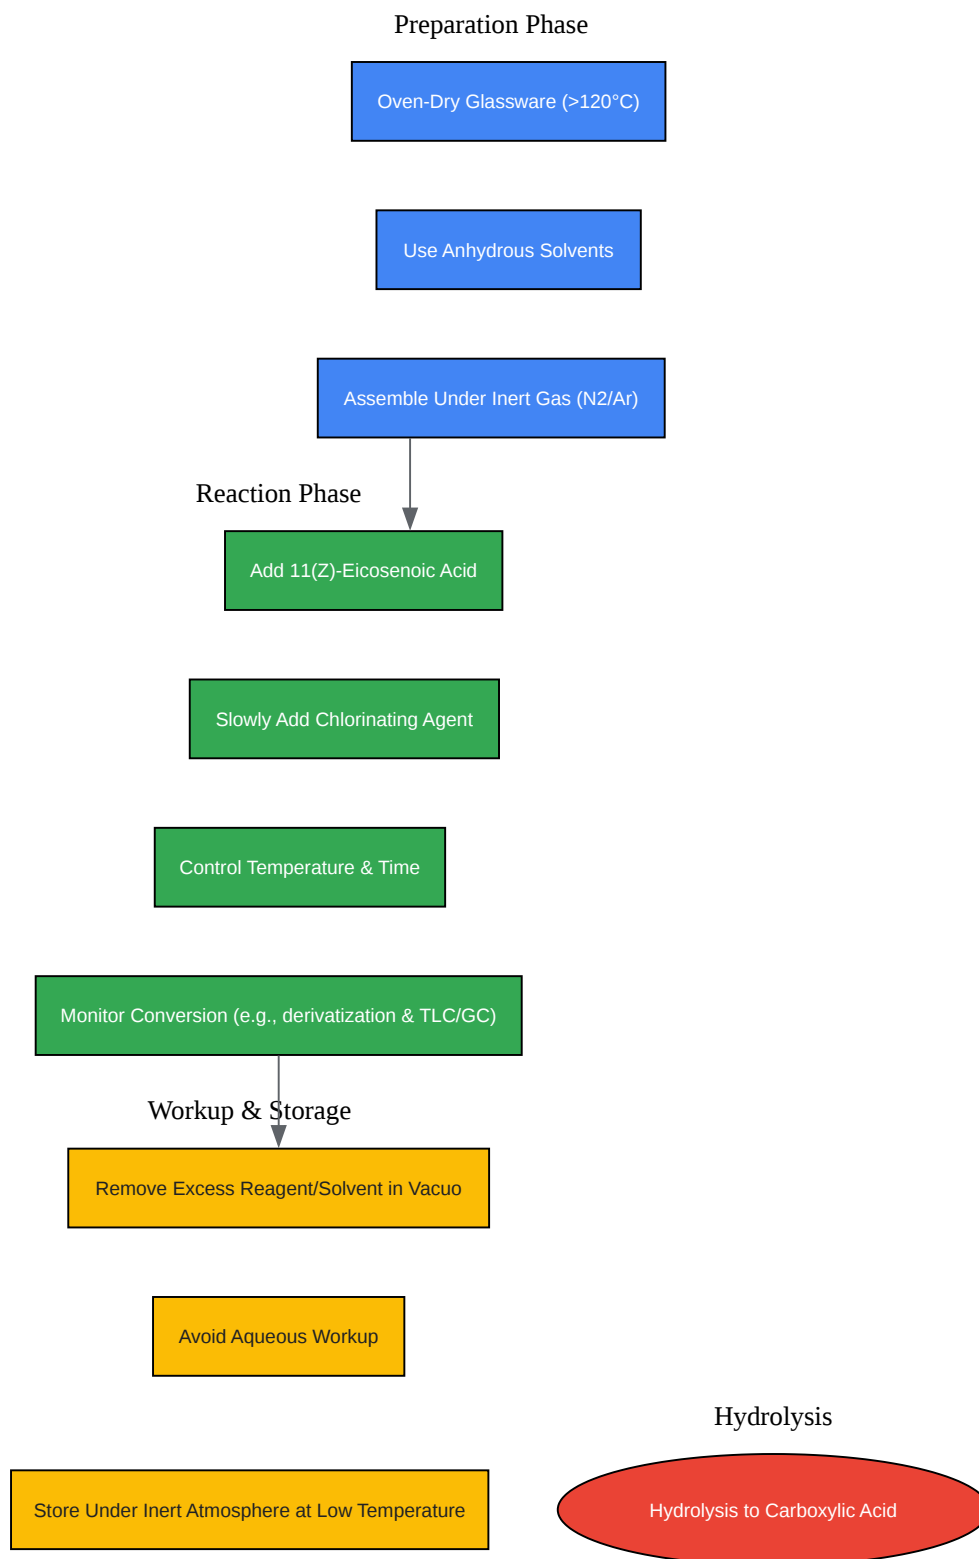 Preparation Phase
Oven-Dry Glassware (>120°C)
Use Anhydrous Solvents
Assemble Under Inert Gas (N2/Ar)
Reaction Phase
Add 11(Z)-Eicosenoic Acid
Slowly Add Chlorinating Agent
Control Temperature & Time
Monitor Conversion (e.g., derivatization & TLC/GC)
Workup & Storage
Remove Excess Reagent/Solvent in Vacuo
Avoid Aqueous Workup
Store Under Inert Atmosphere at Low Temperature
Hydrolysis
Hydrolysis to Carboxylic Acid